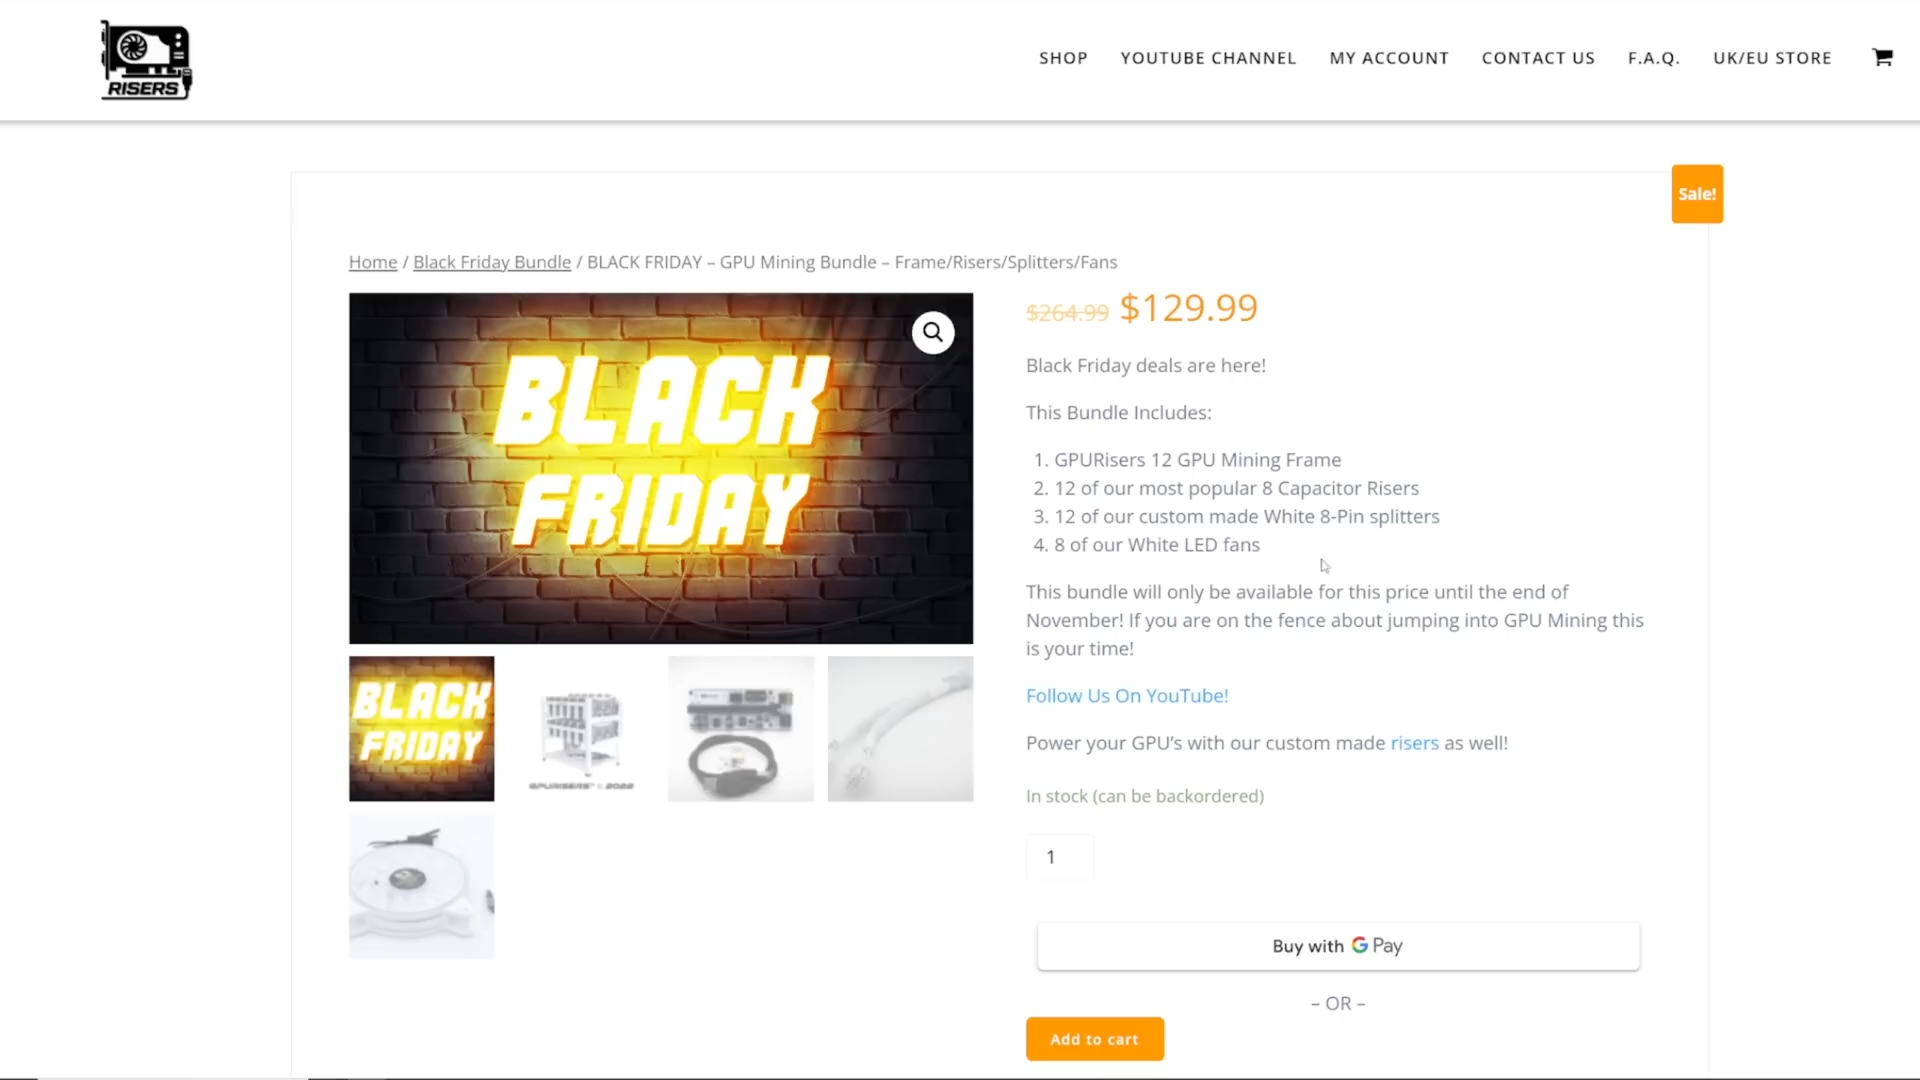 RISERS
SHOP
YOUTUBE CHANNEL
MY ACCOUNT
CONTACT US
F.A.Q.
UK/EU STORE
Sale!
Home / Black Friday Bundle / BLACK FRIDAY – GPU Mining Bundle – Frame/Risers/Splitters/Fans
BLACK
FRIDAY
$264.99 $129.99
Black Friday deals are here!
This Bundle Includes:
1. GPURisers 12 GPU Mining Frame
2. 12 of our most popular 8 Capacitor Risers
3. 12 of our custom made White 8-Pin splitters
4. 8 of our White LED fans
This bundle will only be available for this price until the end of
November! If you are on the fence about jumping into GPU Mining this
is your time!
Follow Us On YouTube!
Power your GPU’s with our custom made risers as well!
In stock (can be backordered)
1
Buy with G Pay
– OR –
Add to cart
BLACK
FRIDAY
GPURISERS™ © 2022